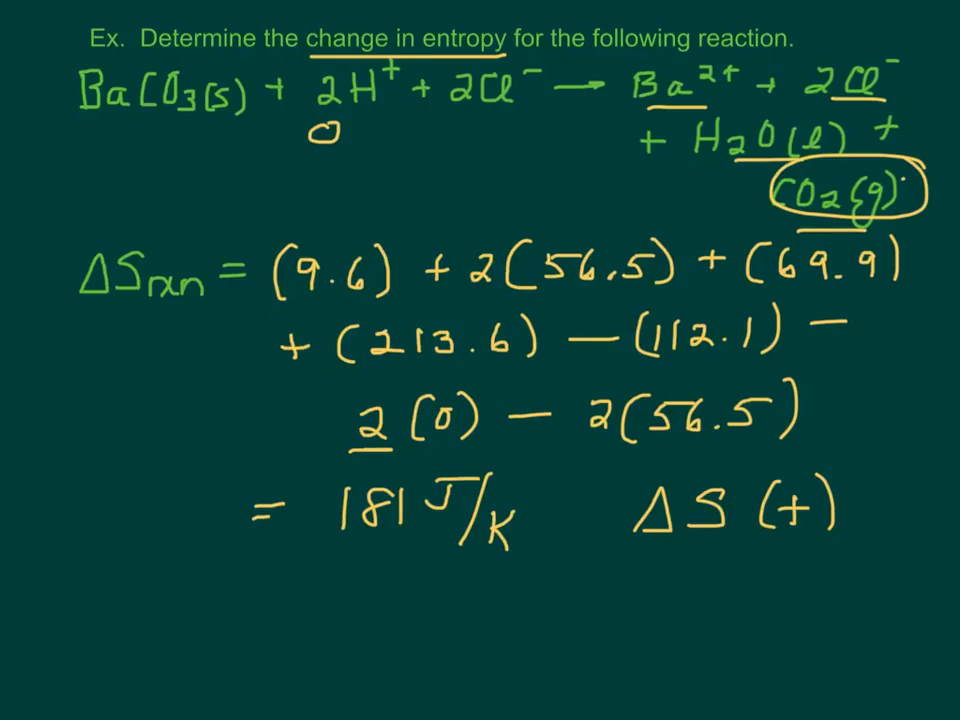 Ex. Determine the change in entropy for the following reaction.
BaCO₃(s) + 2H⁺ + 2Cl⁻ → Ba²⁺ + 2Cl⁻
0
+ H₂O(l) +
CO₂(g)
ΔSrxn = (9.6) + 2(56.5) + (69.9)
+ (213.6) − (112.1) −
2(0) − 2(56.5)
= 181 J/K ΔS (+)